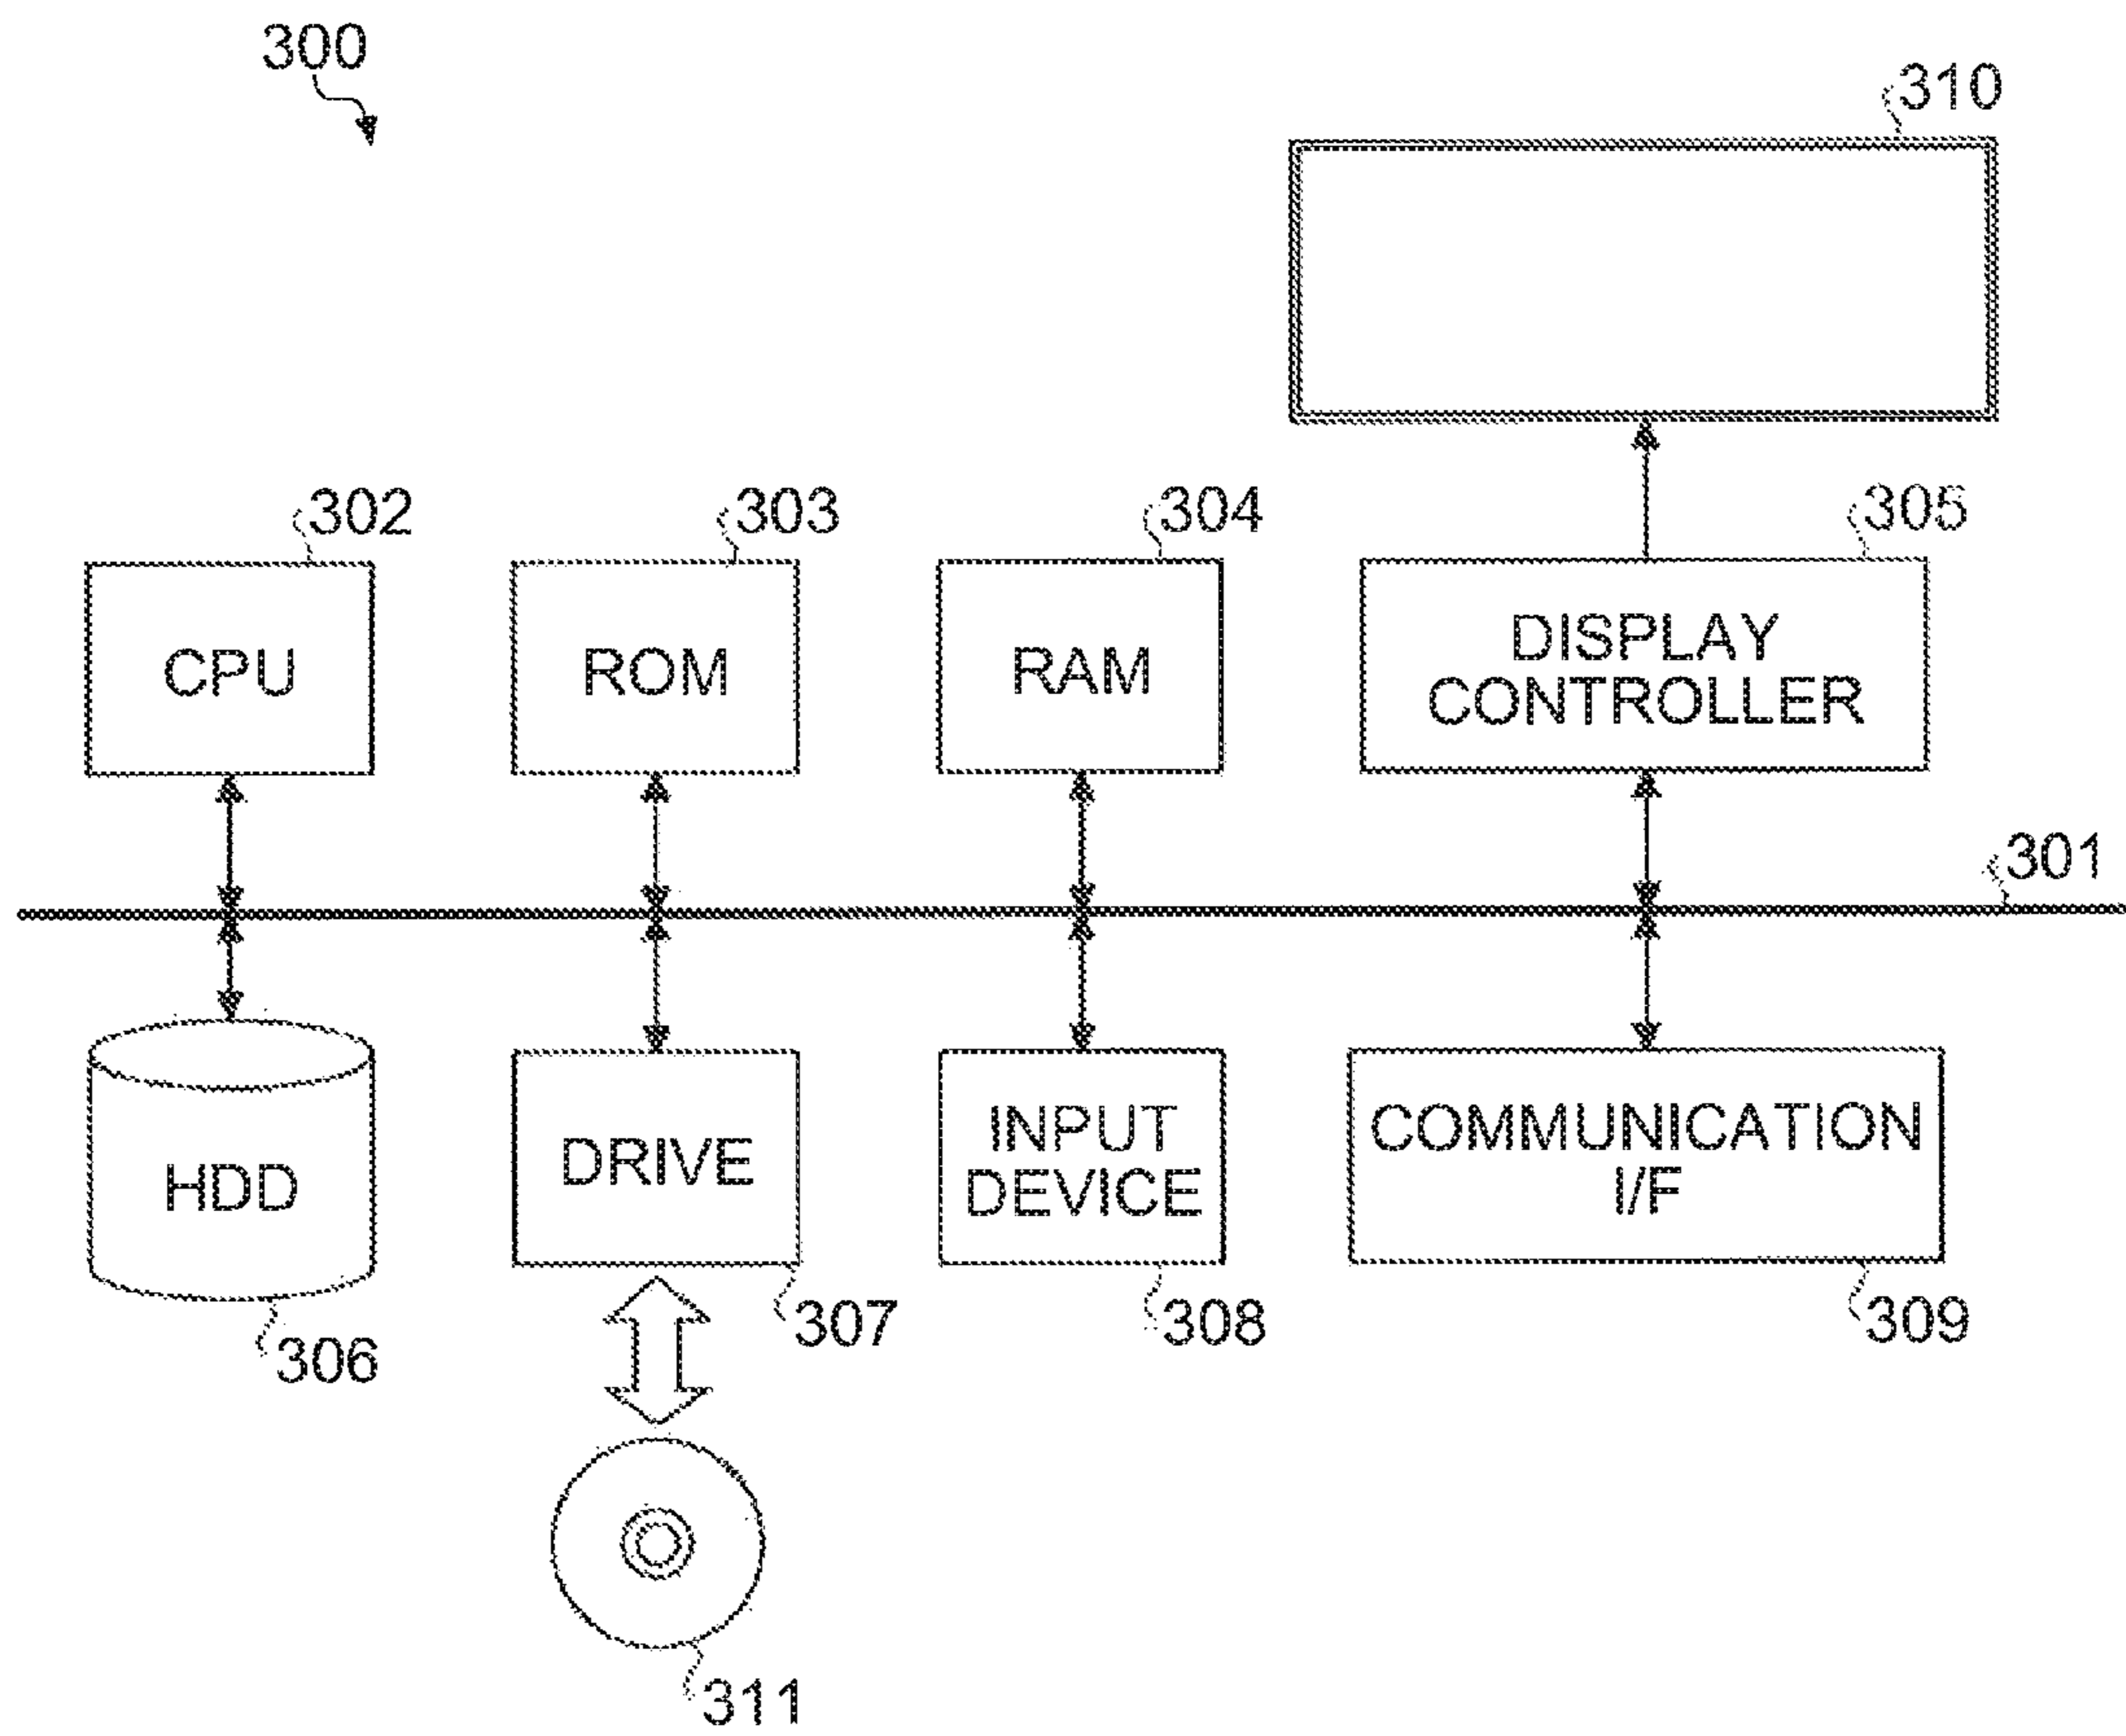 300
310
302
303
304
305
CPU
ROM
RAM
DISPLAY
CONTROLLER
301
HDD
DRIVE
INPUT
DEVICE
COMMUNICATION
I/F
306
307
308
309
311